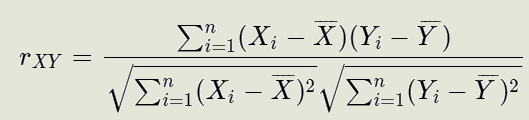 r_{XY} = \frac{\sum_{i=1}^{n}(X_i - \overline{X})(Y_i - \overline{Y})}{\sqrt{\sum_{i=1}^{n}(X_i - \overline{X})^2}\sqrt{\sum_{i=1}^{n}(Y_i - \overline{Y})^2}}